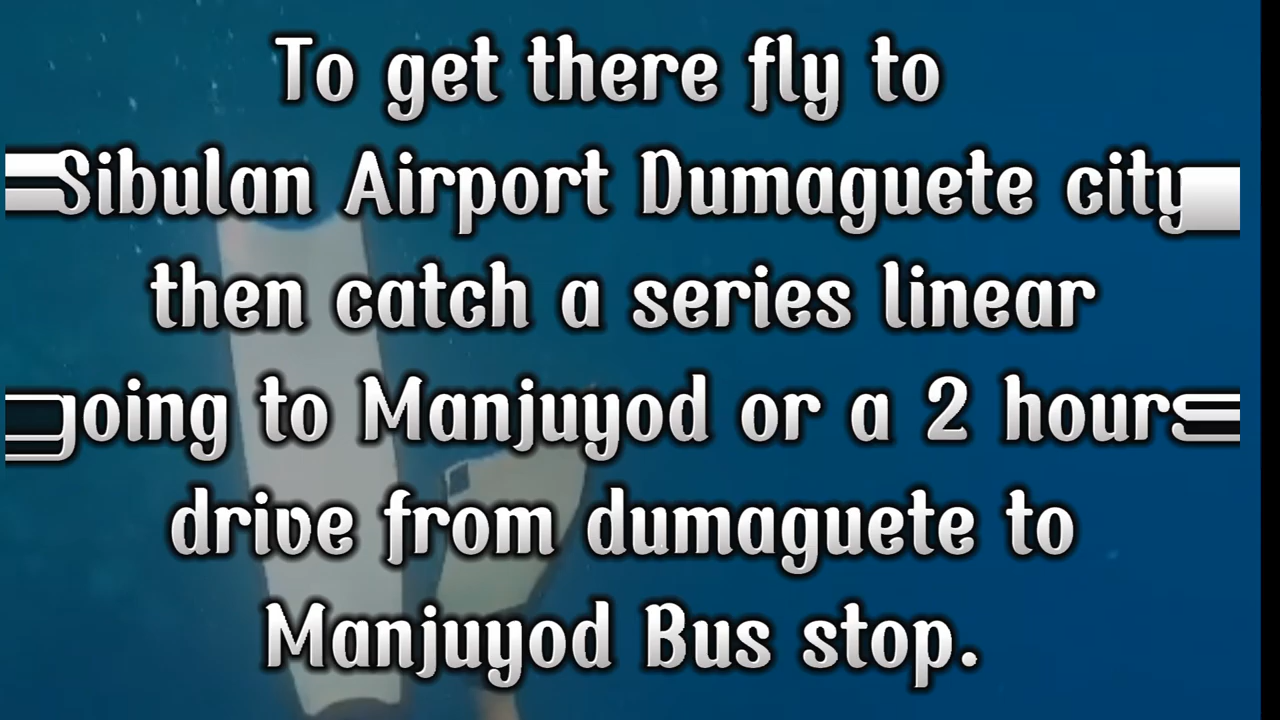 To get there fly to
Sibulan Airport Dumaguete city
then catch a series linear
going to Manjuyod or a 2 hours
drive from dumaguete to
Manjuyod Bus stop.